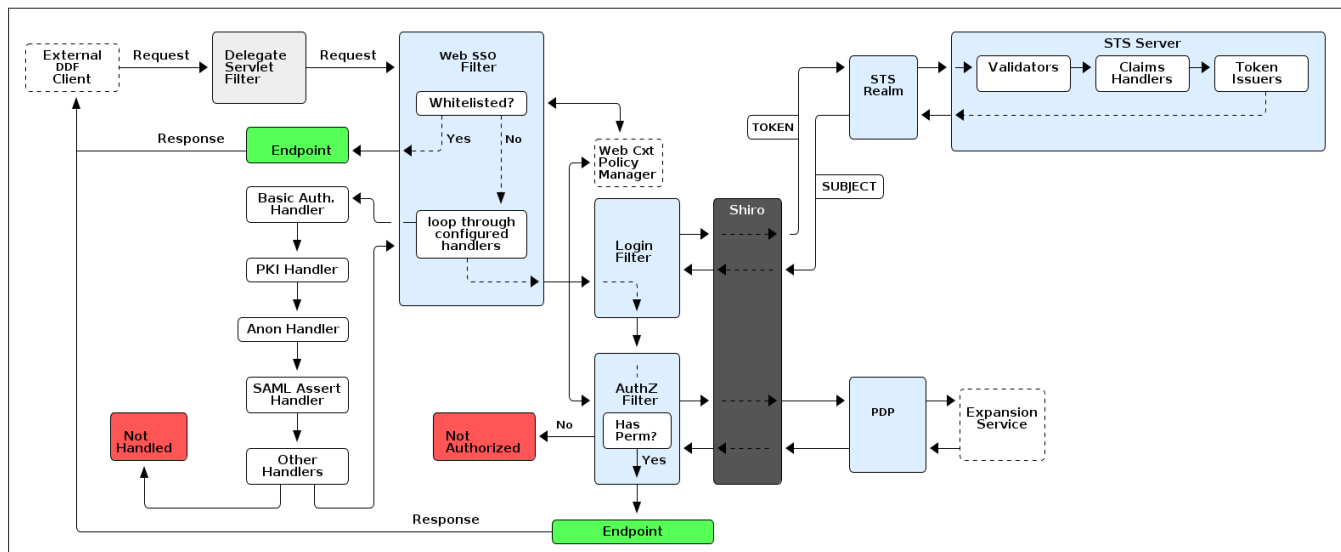 External
DDF
Client
Request
Delegate
Servlet
Filter
Request
Web SSO
Filter
Whitelisted?
Yes
No
Response
Endpoint
Web Cxt
Policy
Manager
TOKEN
STS
Realm
STS Server
Validators
Claims
Handlers
Token
Issuers
SUBJECT
Basic Auth.
Handler
loop through
configured
handlers
Login
Filter
Shiro
PKI Handler
Anon Handler
SAML Assert
Handler
Other
Handlers
Not
Handled
Not
Authorized
No
AuthZ
Filter
Has
Perm?
Yes
PDP
Expansion
Service
Response
Endpoint